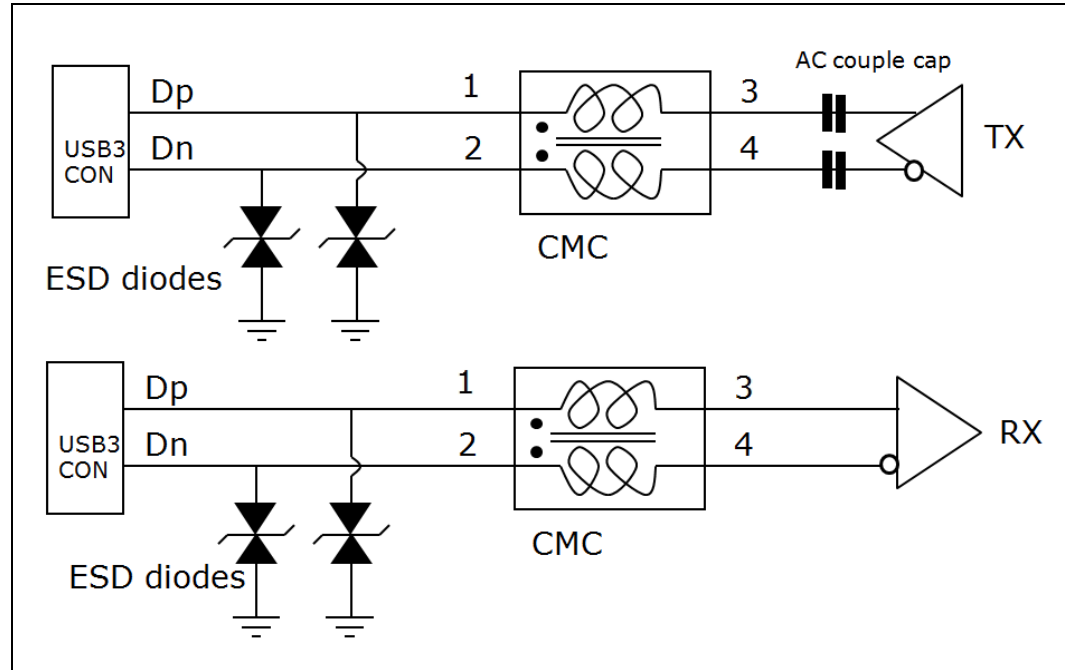 AC couple cap
Dp 1 3
USB3
CON
Dn 2 4
TX
CMC
ESD diodes
Dp 1 3
USB3
CON
Dn 2 4
RX
CMC
ESD diodes